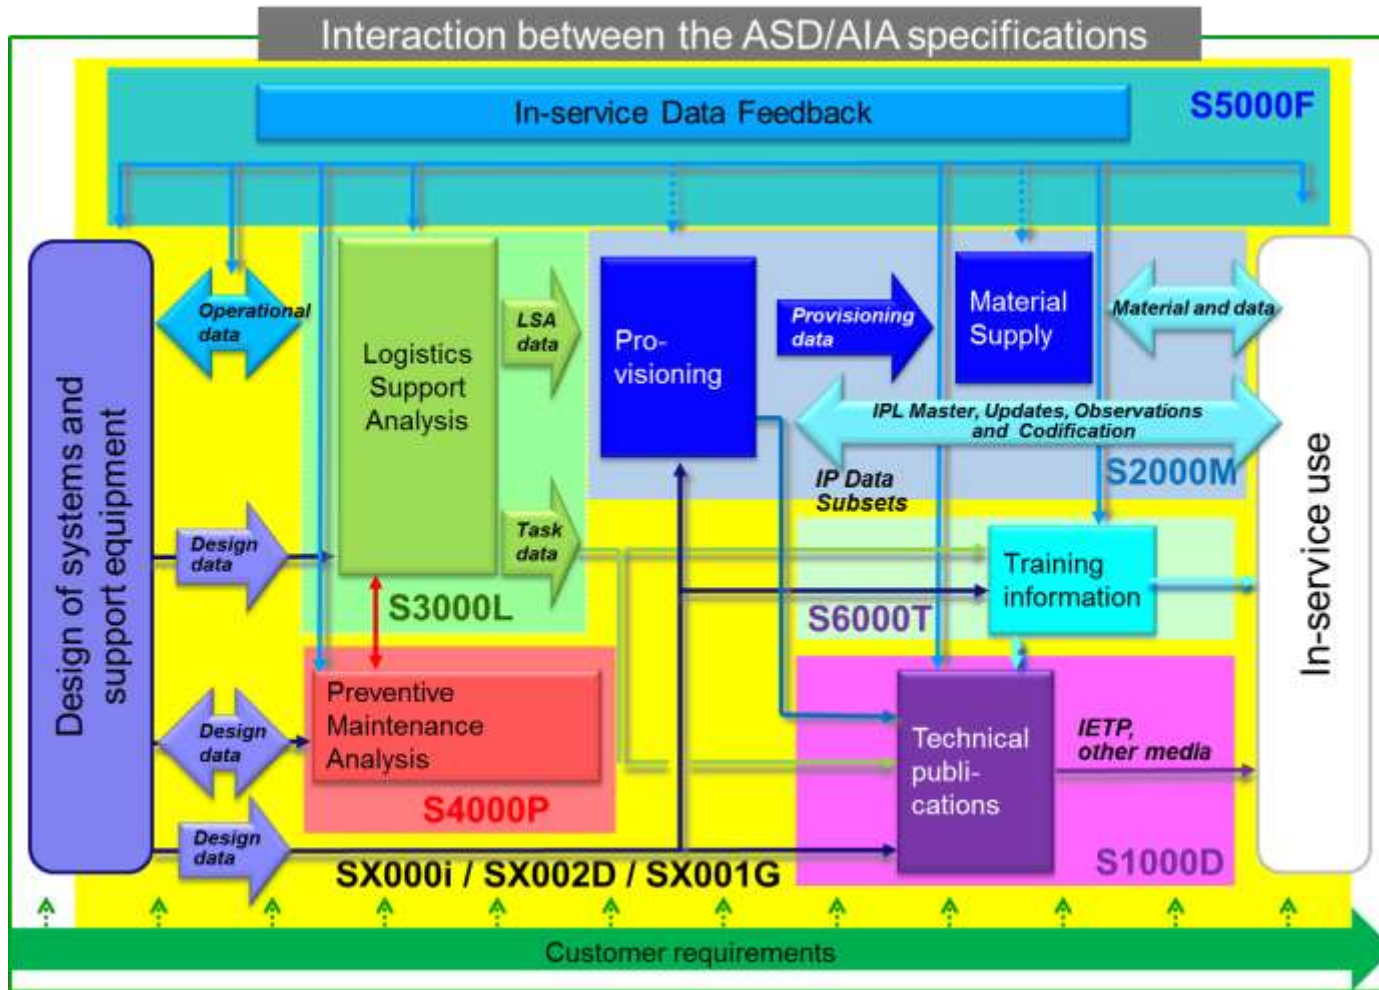 Interaction between the ASD/AIA specifications
In-service Data Feedback
S5000F
Design of systems and
support equipment
Operational
data
Logistics
Support
Analysis
LSA
data
Pro-
visioning
Provisioning
data
Material
Supply
Material and data
IPL Master, Updates, Observations
and Codification
S2000M
IP Data
Subsets
Design
data
Task
data
S3000L
Training
information
S6000T
In-service use
Design
data
Preventive
Maintenance
Analysis
S4000P
Technical
publi-
cations
IETP,
other media
S1000D
Design
data
SX000i / SX002D / SX001G
Customer requirements